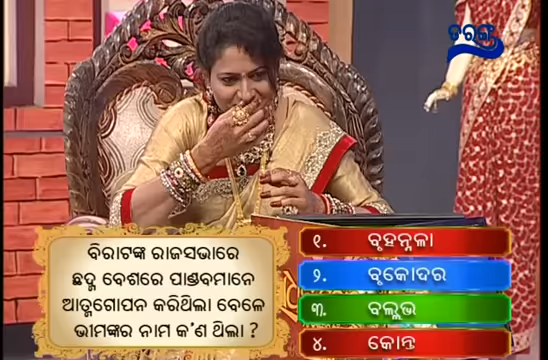 ତରଙ୍ଗ
ବିରାଟଙ୍କ ରାଜସଭାରେ
ଛଦ୍ମ ବେଶରେ ପାଣ୍ଡବମାନେ
ଆତ୍ମଗୋପନ କରିଥିଲା ବେଳେ
ଭୀମଙ୍କର ନାମ କ'ଣ ଥିଲା ?
୧. ବୃହନ୍ନଳା
୨. ବୃକୋଦର
୩. ବଲ୍ଲଭ
୪. କୋନ୍ତ